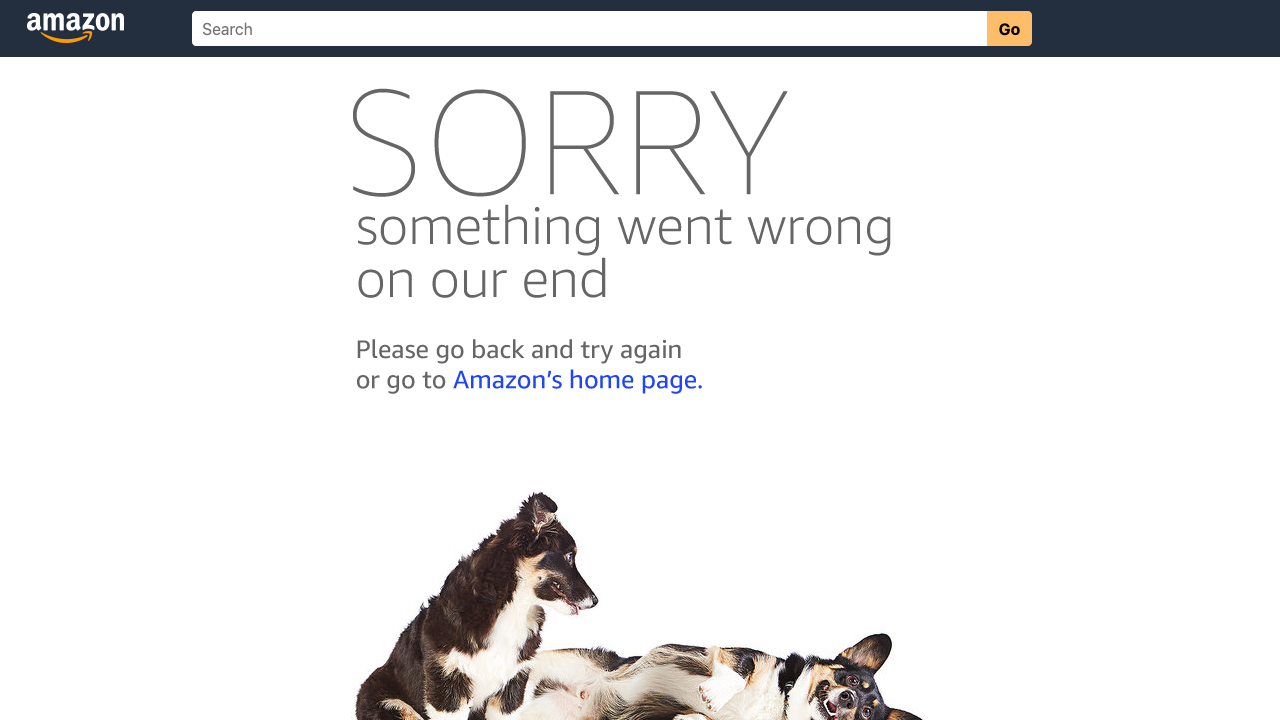 amazon
Search
Go
SORRY
something went wrong
on our end
Please go back and try again
or go to Amazon's home page.